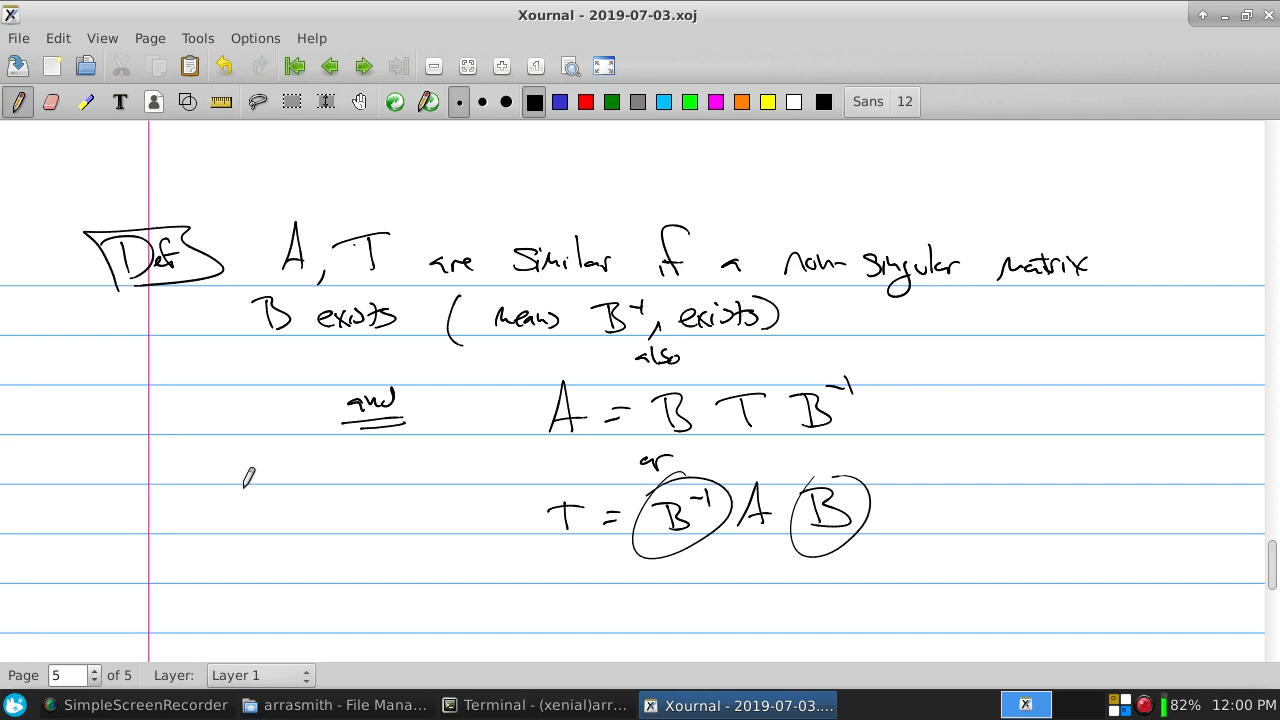 Xournal - 2019-07-03.xoj
File Edit View Page Tools Options Help
Sans 12
Def A, T are similar if a non-singular matrix
B exists ( means B⁻¹ exists)
also
and A = B T B⁻¹
or
T = B⁻¹ A B
Page 5 of 5 Layer: Layer 1
SimpleScreenRecorder arrasmith - File Mana... Terminal - (xenial)arr... Xournal - 2019-07-03.... 82% 12:00 PM